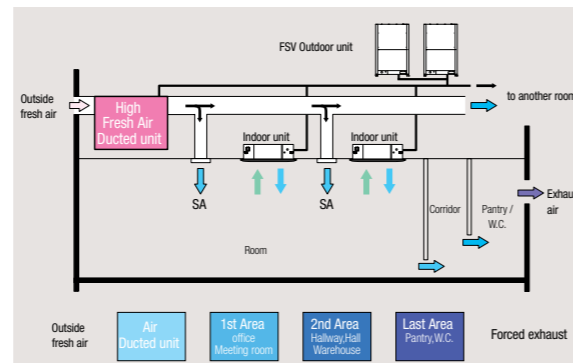 FSV Outdoor unit
Outside
fresh air
High
Fresh Air
Ducted unit
to another room
Indoor unit
Indoor unit
SA
SA
Corridor
Pantry /
W.C.
Exhau
air
Room
Outside
fresh air
Air
Ducted unit
1st Area
office
Meeting room
2nd Area
Hallway,Hall
Warehouse
Last Area
Pantry,W.C.
Forced exhaust